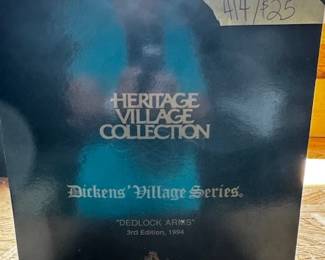 414/$25
HERITAGE
VILLAGE
COLLECTION
Dickens' Village Series®
"DEDLOCK ARMS"
3rd Edition, 1994